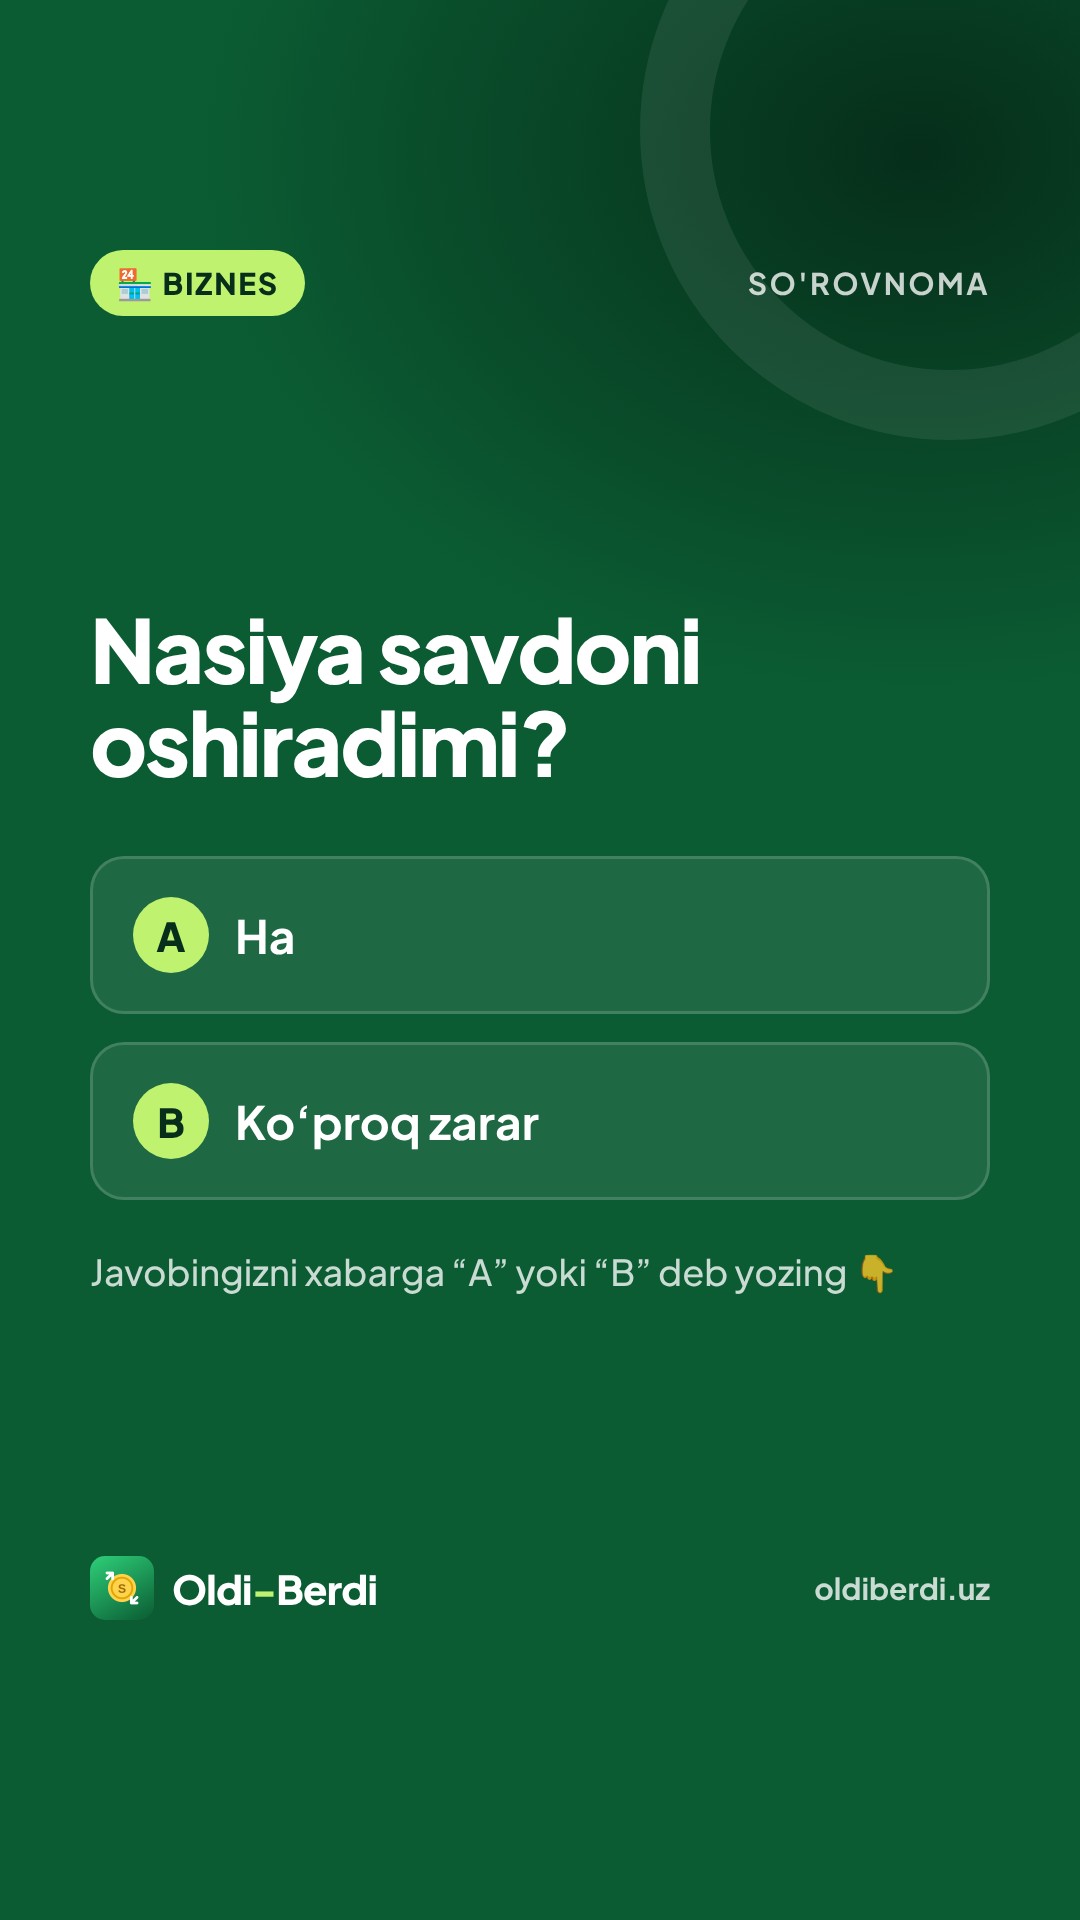 🏪 BIZNES
SO'ROVNOMA
Nasiya savdoni
oshiradimi?
A Ha
B Ko‘proq zarar
Javobingizni xabarga “A” yoki “B” deb yozing 👇
S
Oldi-Berdi
oldiberdi.uz